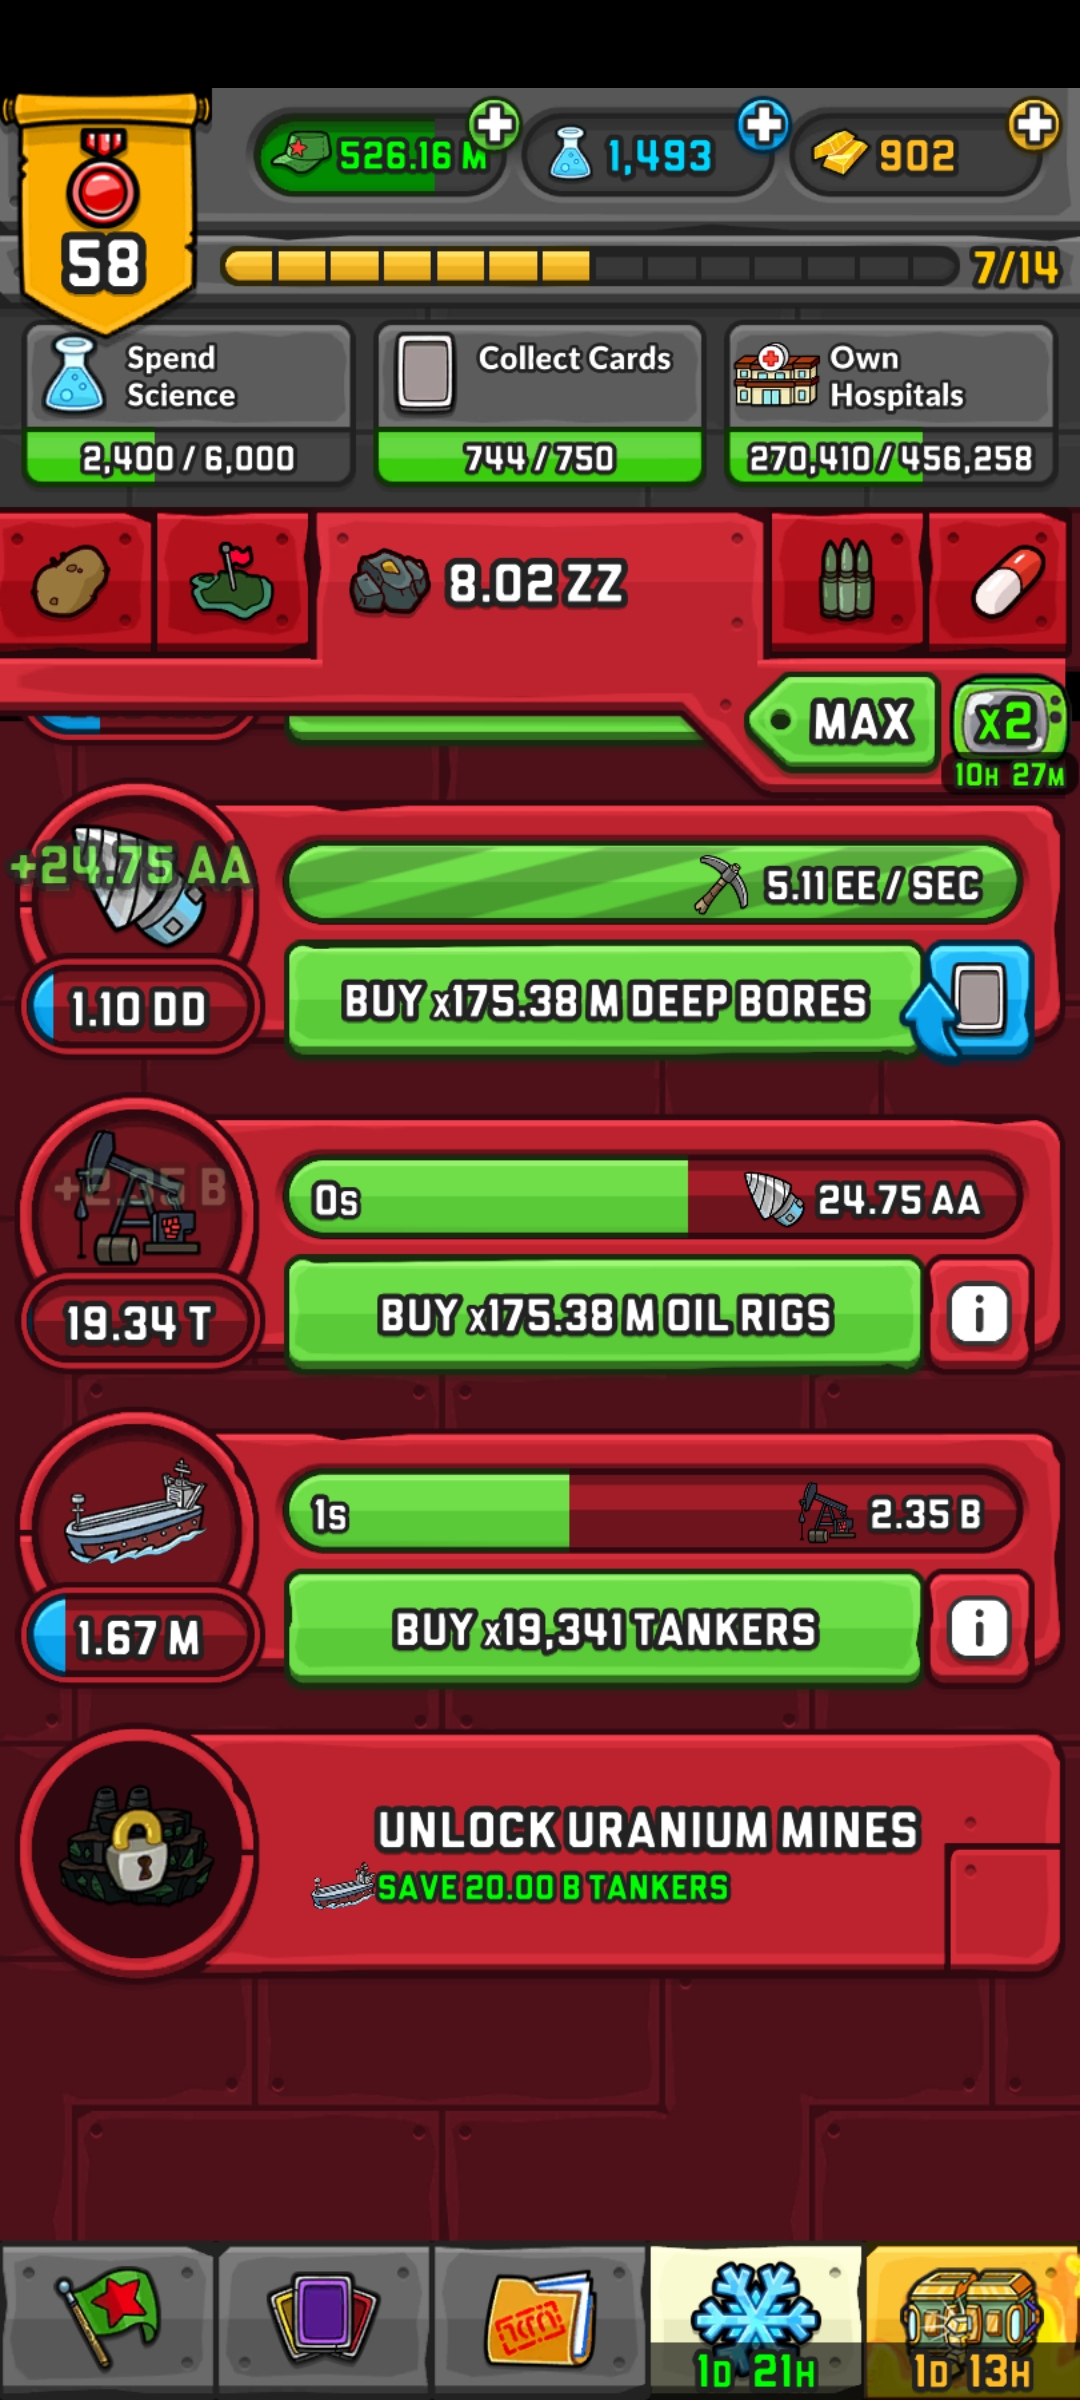 526.16 M
1,493
902
58
7/14
Spend
Science
2,400 / 6,000
Collect Cards
744 / 750
Own
Hospitals
270,410 / 456,258
8.02 ZZ
MAX
X2
10H 27M
+24.75 AA
5.11 EE / SEC
1.10 DD
BUY x175.38 M DEEP BORES
+2.35 B
0s
24.75 AA
19.34 T
BUY x175.38 M OIL RIGS
i
1s
2.35 B
1.67 M
BUY x19,341 TANKERS
i
UNLOCK URANIUM MINES
SAVE 20.00 B TANKERS
1D 21H
1D 13H